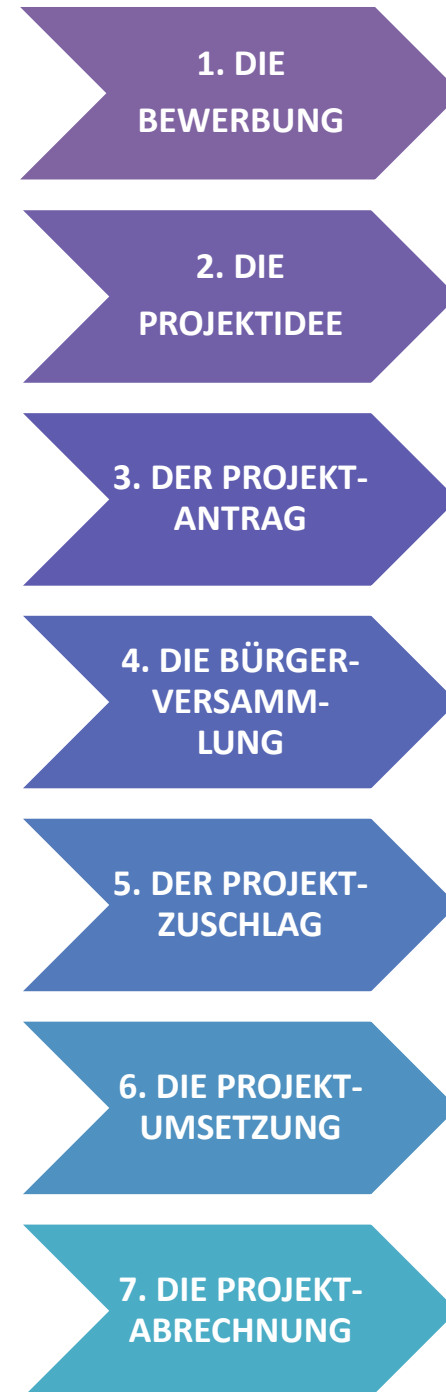 1. DIE
BEWERBUNG
2. DIE
PROJEKTIDEE
3. DER PROJEKT-
ANTRAG
4. DIE BÜRGER-
VERSAMM-
LUNG
5. DER PROJEKT-
ZUSCHLAG
6. DIE PROJEKT-
UMSETZUNG
7. DIE PROJEKT-
ABRECHNUNG